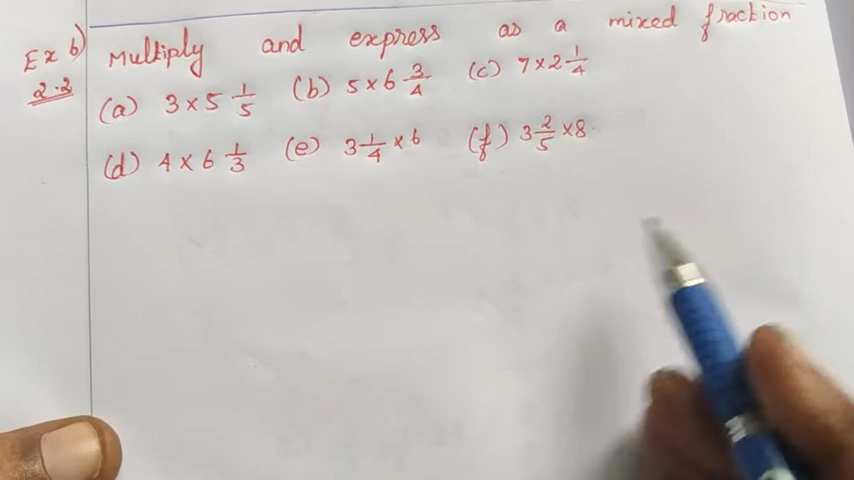 Ex 6) Multiply and express as a mixed fraction
2.2 (a) 3 × 5 1/5 (b) 5 × 6 3/4 (c) 7 × 2 1/4
(d) 4 × 6 1/3 (e) 3 1/4 × 6 (f) 3 2/5 × 8.